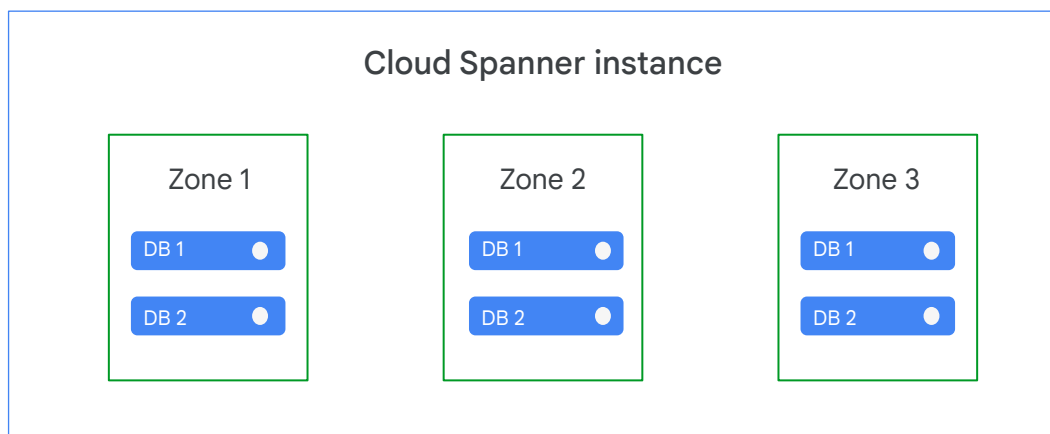 Cloud Spanner instance
Zone 1
DB 1
DB 2
Zone 2
DB 1
DB 2
Zone 3
DB 1
DB 2